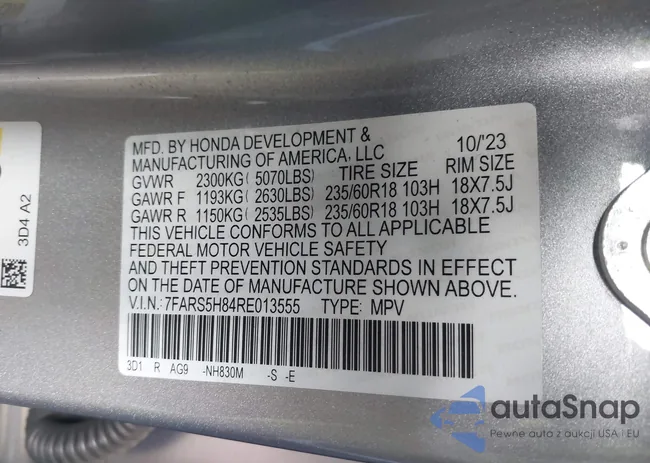 3D4 A2
MFD. BY HONDA DEVELOPMENT &
MANUFACTURING OF AMERICA, LLC 10/'23
GVWR 2300KG ( 5070LBS) TIRE SIZE RIM SIZE
GAWR F 1193KG ( 2630LBS) 235/60R18 103H 18X7.5J
GAWR R 1150KG ( 2535LBS) 235/60R18 103H 18X7.5J
THIS VEHICLE CONFORMS TO ALL APPLICABLE
FEDERAL MOTOR VEHICLE SAFETY
AND THEFT PREVENTION STANDARDS IN EFFECT
ON THE DATE OF MANUFACTURE SHOWN ABOVE.
V.I.N.: 7FARS5H84RE013555 TYPE: MPV
3D1 R AG9 -NH830M -S -E
autaSnap
Pewne auta z aukcji USA i EU